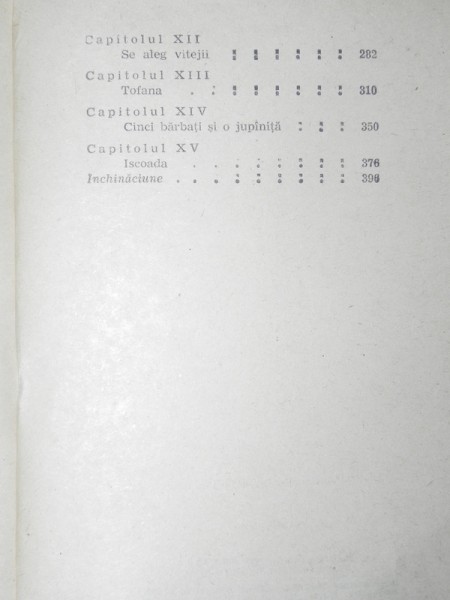 Capitolul XII
Se aleg vitejii : : : : : : 282
Capitolul XIII
Tofana . : : : : : : : 310
Capitolul XIV
Cinci bărbați și o jupîniță : : : 350
Capitolul XV
Iscoada . . : : : : : : 376
Închinăciune . . . : : : : : : 396